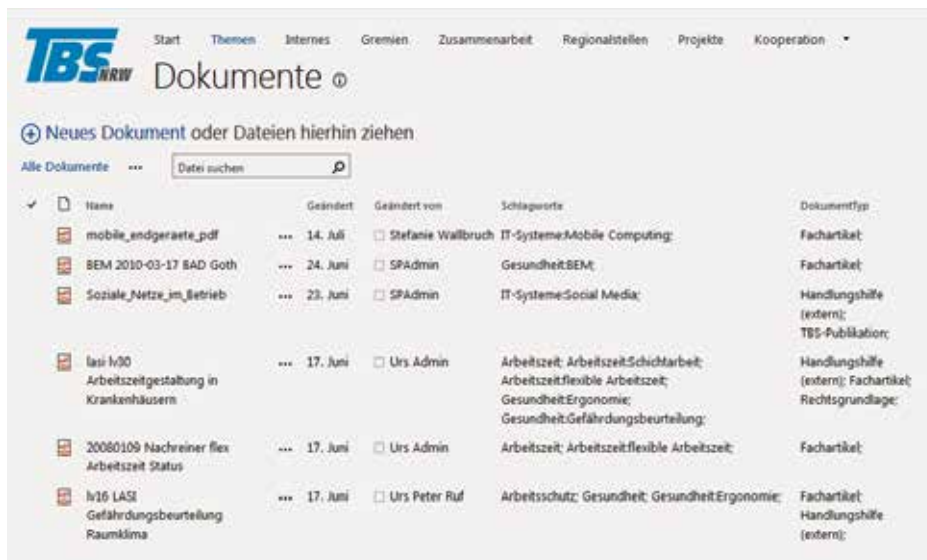 TBS NRW
Start Themen Internes Gremien Zusammenarbeit Regionalstellen Projekte Kooperation
Dokumente
Neues Dokument oder Dateien hierhin ziehen
Alle Dokumente ... Datei suchen
Name Geändert Geändert von Schlagworte DokumentTyp
mobile_endgeraete_pdf ... 14. Juli Stefanie Wallbruch IT-Systeme:Mobile Computing; Fachartikel;
BEM 2010-03-17 BAD Goth ... 24. Juni SPAdmin Gesundheit:BEM; Fachartikel;
Soziale_Netze_im_Betrieb ... 23. Juni SPAdmin IT-Systeme:Social Media; Handlungshilfe
(extern);
TBS-Publikation;
lasi lv30 ... 17. Juni Urs Admin Arbeitszeit; Arbeitszeit:Schichtarbeit; Handlungshilfe
Arbeitszeitgestaltung in Arbeitszeit:flexible Arbeitszeit; (extern); Fachartikel;
Krankenhäusern Gesundheit:Ergonomie; Rechtsgrundlage;
Gesundheit:Gefährdungsbeurteilung;
20080109 Nachreiner flex ... 17. Juni Urs Admin Arbeitszeit; Arbeitszeit:flexible Arbeitszeit; Fachartikel;
Arbeitszeit Status
lv16 LASI ... 17. Juni Urs Peter Ruf Arbeitsschutz; Gesundheit; Gesundheit:Ergonomie; Fachartikel;
Gefährdungsbeurteilung Handlungshilfe
Raumklima (extern);